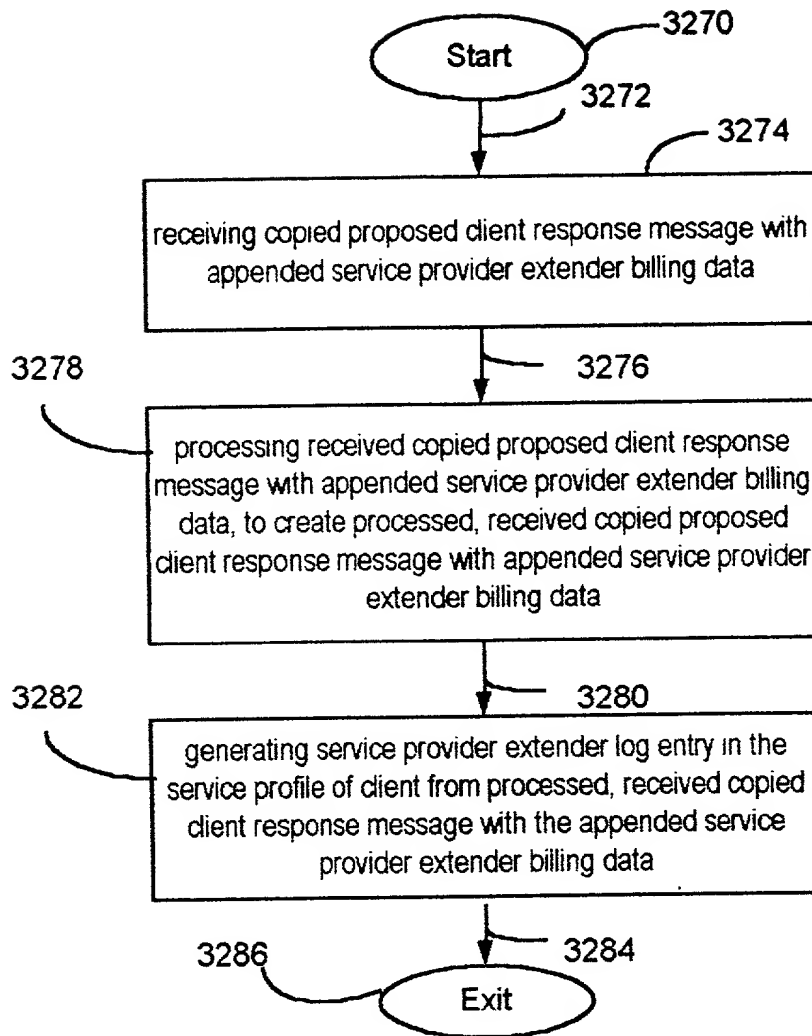 3270
Start
3272
3274
receiving copied proposed client response message with
appended service provider extender billing data
3276
3278
processing received copied proposed client response
message with appended service provider extender billing
data, to create processed, received copied proposed
client response message with appended service provider
extender billing data
3280
3282
generating service provider extender log entry in the
service profile of client from processed, received copied
client response message with the appended service
provider extender billing data
3284
3286
Exit